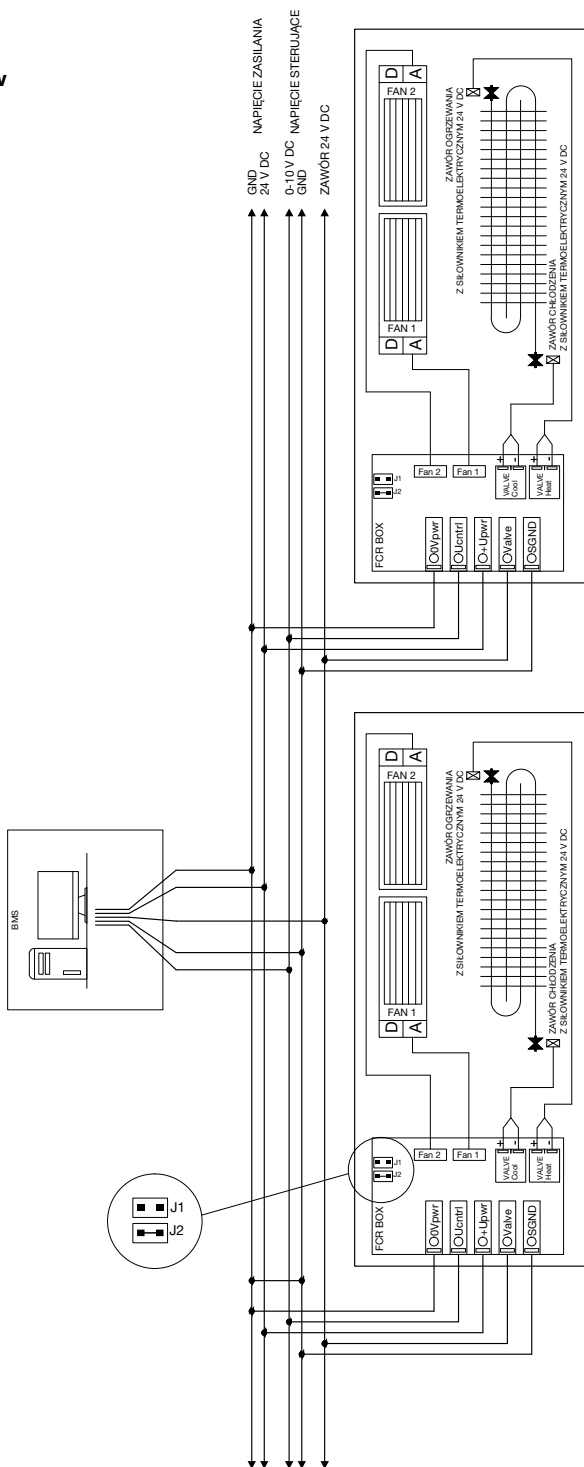 w
GND
24 V DC
NAPIĘCIE ZASILANIA
0-10 V DC
GND
NAPIĘCIE STERUJĄCE
ZAWÓR 24 V DC
FAN 2
D
A
FAN 1
D
A
ZAWÓR OGRZEWANIA
Z SIŁOWNIKIEM TERMOELEKTRYCZNYM 24 V DC
ZAWÓR CHŁODZENIA
Z SIŁOWNIKIEM TERMOELEKTRYCZNYM 24 V DC
FCR BOX
J1
J2
Fan 2
Fan 1
+
-
VALVE
Cool
+
-
VALVE
Heat
0Vpwr
Ucntrl
+Upwr
Valve
SGND
BMS
FAN 2
D
A
FAN 1
D
A
ZAWÓR OGRZEWANIA
Z SIŁOWNIKIEM TERMOELEKTRYCZNYM 24 V DC
ZAWÓR CHŁODZENIA
Z SIŁOWNIKIEM TERMOELEKTRYCZNYM 24 V DC
J1
J2
FCR BOX
J1
J2
Fan 2
Fan 1
+
-
VALVE
Cool
+
-
VALVE
Heat
0Vpwr
Ucntrl
+Upwr
Valve
SGND